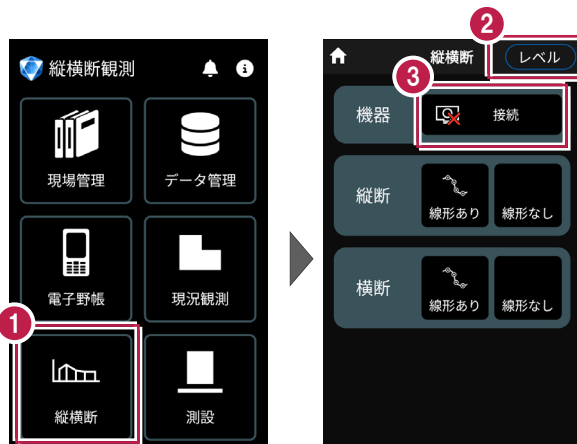 縦横断観測
現場管理
データ管理
電子野帳
現況観測
1
縦横断
測設
2
縦横断
レベル
3
機器
接続
縦断
線形あり
線形なし
横断
線形あり
線形なし